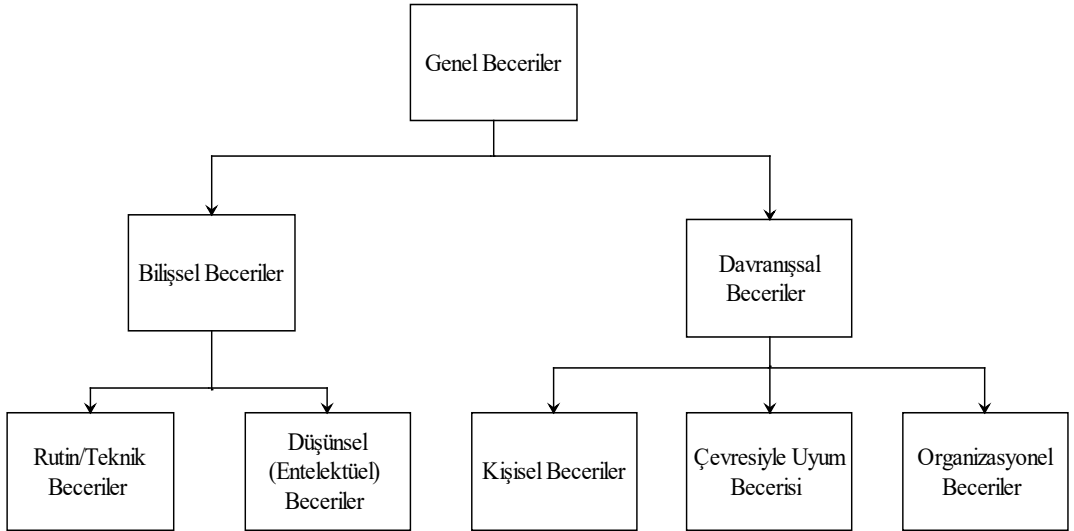 Genel Beceriler
Bilişsel Beceriler
Davranışsal
Beceriler
Rutin/Teknik
Beceriler
Düşünsel
(Entelektüel)
Beceriler
Kişisel Beceriler
Çevresiyle Uyum
Becerisi
Organizasyonel
Beceriler